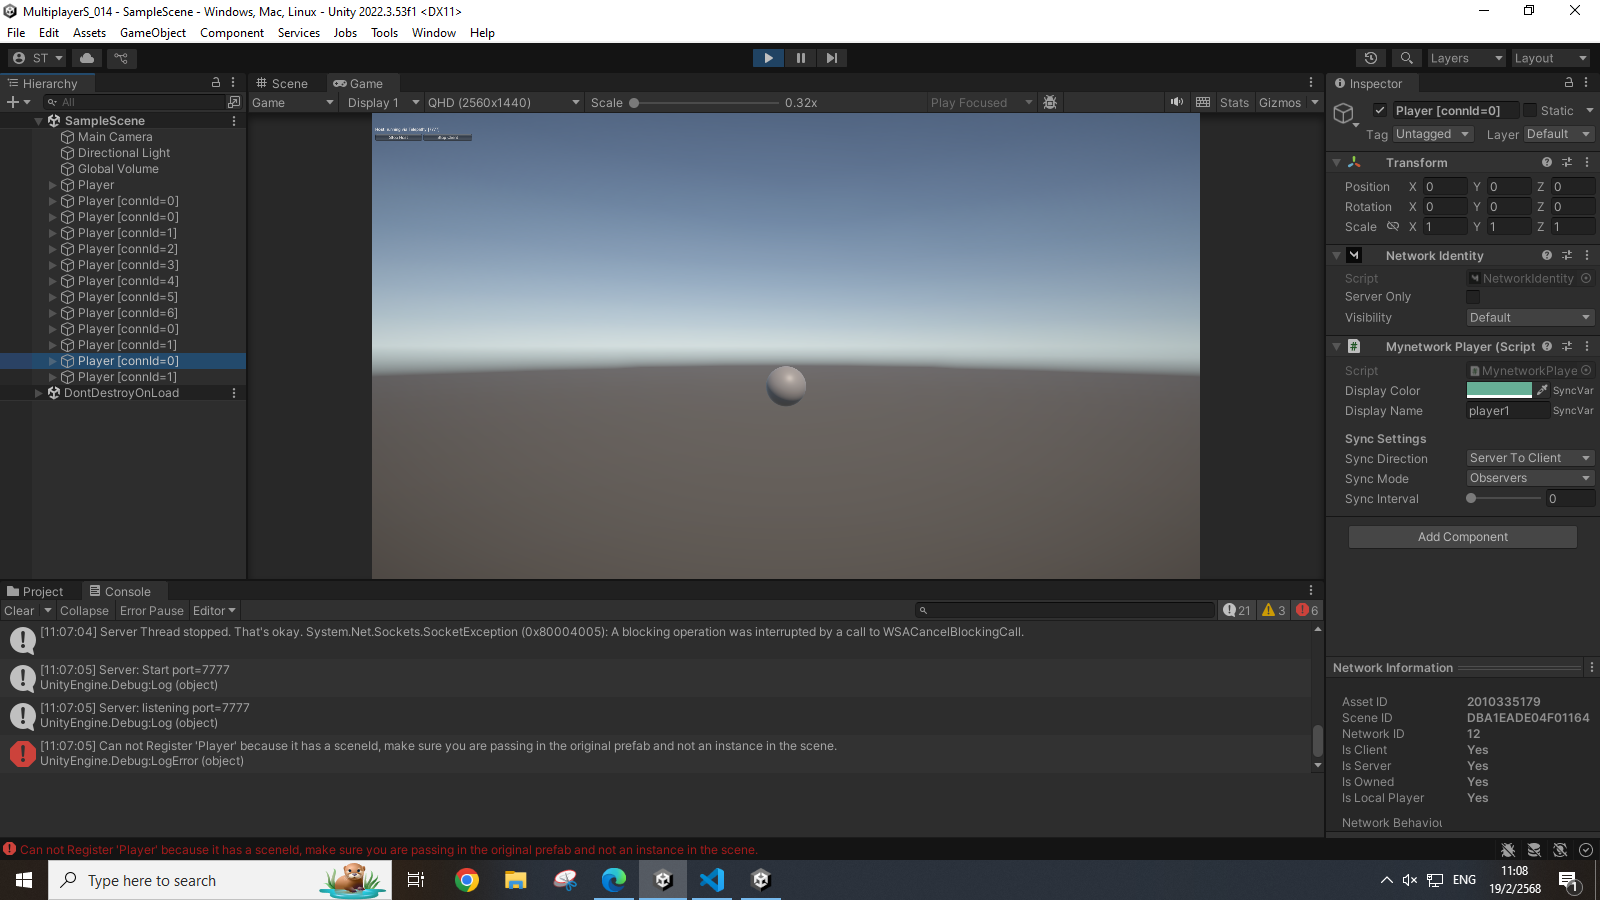 MultiplayerS_014 - SampleScene - Windows, Mac, Linux - Unity 2022.3.53f1 <DX11>
File Edit Assets GameObject Component Services Jobs Tools Window Help
ST Layers Layout
Hierarchy
All
SampleScene
Main Camera
Directional Light
Global Volume
Player
Player [connId=0]
Player [connId=0]
Player [connId=1]
Player [connId=2]
Player [connId=3]
Player [connId=4]
Player [connId=5]
Player [connId=6]
Player [connId=0]
Player [connId=1]
Player [connId=0]
Player [connId=1]
DontDestroyOnLoad
Scene Game
Game Display 1 QHD (2560x1440) Scale 0.32x Play Focused Stats Gizmos
Stop Host Stop Client
Inspector
Player [connId=0] Static
Tag Untagged Layer Default
Transform
Position X 0 Y 0 Z 0
Rotation X 0 Y 0 Z 0
Scale X 1 Y 1 Z 1
Network Identity
Script NetworkIdentity
Server Only
Visibility Default
Mynetwork Player (Script
Script MynetworkPlaye
Display Color SyncVar
Display Name player1 SyncVar
Sync Settings
Sync Direction Server To Client
Sync Mode Observers
Sync Interval 0
Add Component
Network Information
Asset ID 2010335179
Scene ID DBA1EADE04F01164
Network ID 12
Is Client Yes
Is Server Yes
Is Owned Yes
Is Local Player Yes
Network Behaviou
Project Console
Clear Collapse Error Pause Editor 21 3 6
[11:07:04] Server Thread stopped. That's okay. System.Net.Sockets.SocketException (0x80004005): A blocking operation was interrupted by a call to WSACancelBlockingCall.
[11:07:05] Server: Start port=7777
UnityEngine.Debug:Log (object)
[11:07:05] Server: listening port=7777
UnityEngine.Debug:Log (object)
[11:07:05] Can not Register 'Player' because it has a sceneId, make sure you are passing in the original prefab and not an instance in the scene.
UnityEngine.Debug:LogError (object)
Can not Register 'Player' because it has a sceneId, make sure you are passing in the original prefab and not an instance in the scene.
Type here to search
ENG
11:08
19/2/2568
1